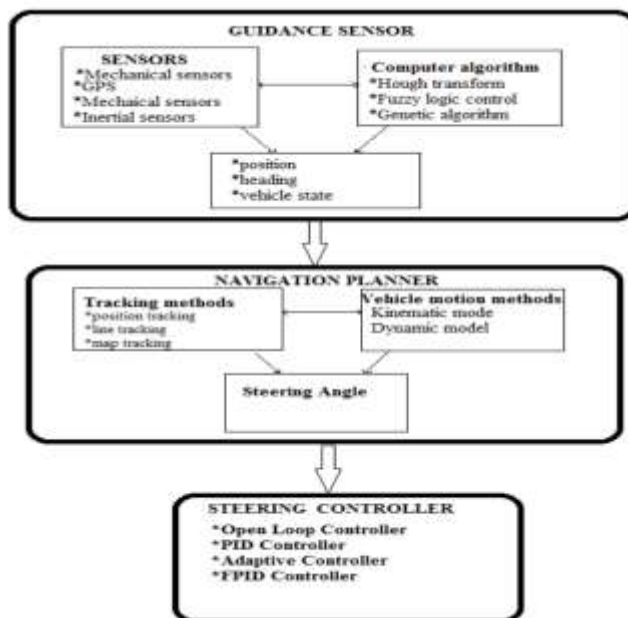 GUIDANCE SENSOR
SENSORS
*Mechanical sensors
*GPS
*Mechaical sensors
*Inertial sensors
Computer algorithm
*Hough transform
*Fuzzy logic control
*Genetic algorithm
*position
*heading
*vehicle state
NAVIGATION PLANNER
Tracking methods
*position tracking
*line tracking
*map tracking
Vehicle motion methods
Kinematic mode
Dynamic model
Steering Angle
STEERING CONTROLLER
*Open Loop Controller
*PID Controller
*Adaptive Controller
*FPID Controller